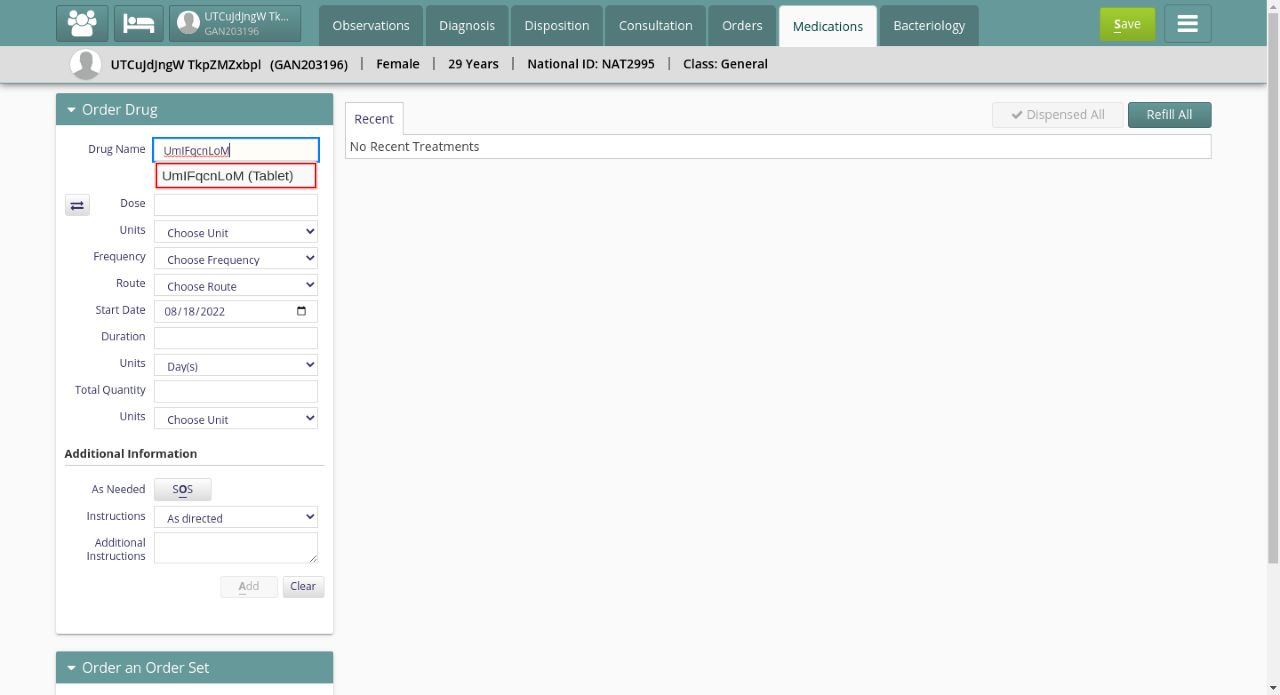 UTCuJdJngW Tk...
GAN203196
Observations
Diagnosis
Disposition
Consultation
Orders
Medications
Bacteriology
Save
UTCuJdJngW TkpZMZxbpl (GAN203196) | Female | 29 Years | National ID: NAT2995 | Class: General
Order Drug
Drug Name UmIFqcnLoM
UmIFqcnLoM (Tablet)
Dose
Units Choose Unit
Frequency Choose Frequency
Route Choose Route
Start Date 08/18/2022
Duration
Units Day(s)
Total Quantity
Units Choose Unit
Additional Information
As Needed SOS
Instructions As directed
Additional
Instructions
Add Clear
Order an Order Set
Recent
Dispensed All
Refill All
No Recent Treatments